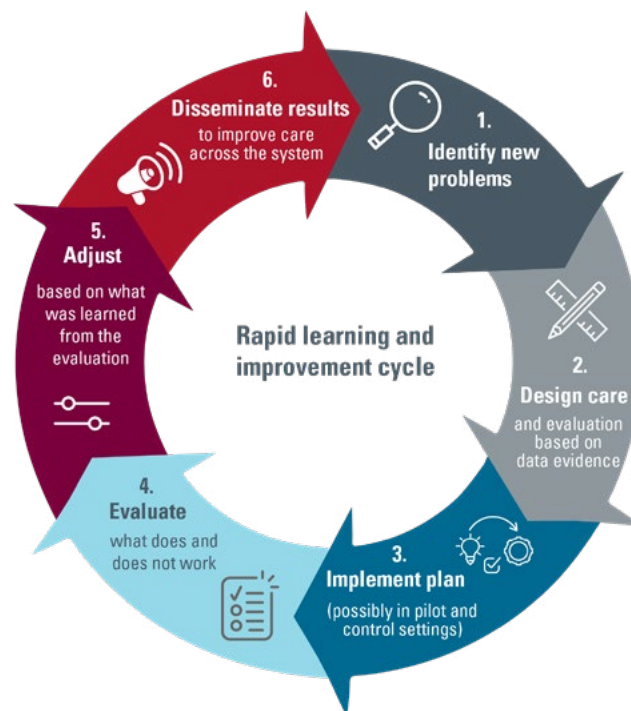 Rapid learning and
improvement cycle
1.
Identify new
problems
2.
Design care
and evaluation
based on
data evidence
3.
Implement plan
(possibly in pilot and
control settings)
4.
Evaluate
what does and
does not work
5.
Adjust
based on what
was learned
from the
evaluation
6.
Disseminate results
to improve care
across the system